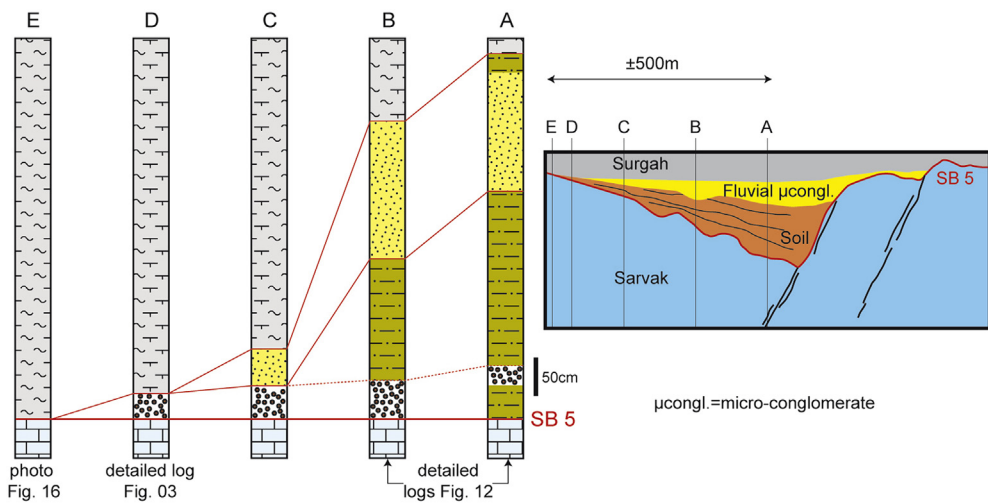 E D C B A
±500m
E D C B A
Surgah
SB 5
Fluvial µcongl.
Soil
Sarvak
50cm
µcongl.=micro-conglomerate
SB 5
photo
Fig. 16
detailed log
Fig. 03
detailed
logs Fig. 12